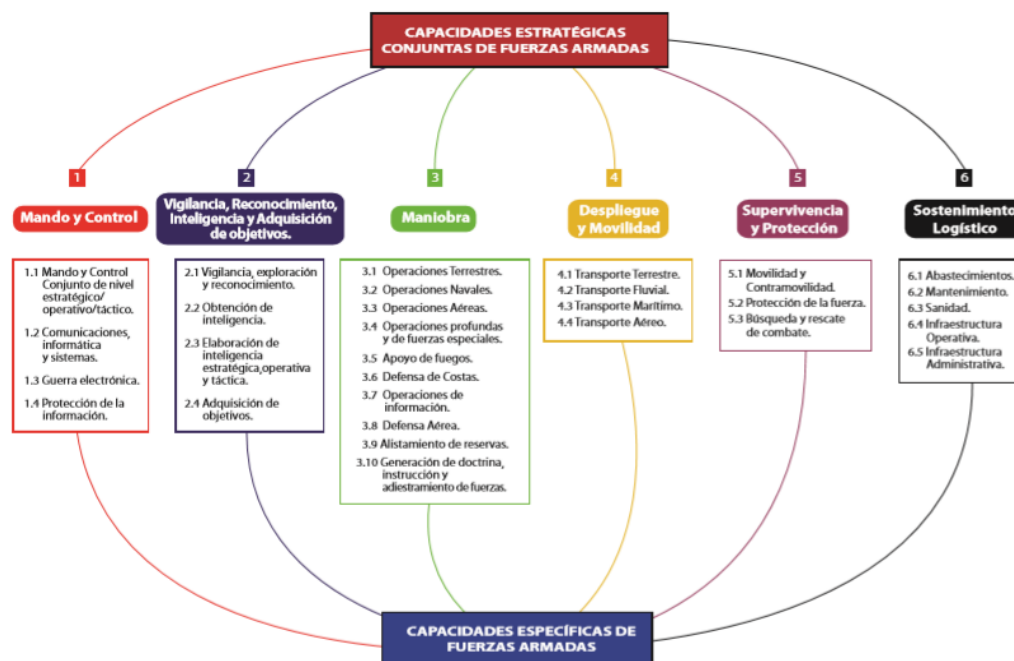 CAPACIDADES ESTRATÉGICAS
CONJUNTAS DE FUERZAS ARMADAS
1
Mando y Control
1.1 Mando y Control
Conjunto de nivel
estratégico/
operativo/táctico.
1.2 Comunicaciones,
informática
y sistemas.
1.3 Guerra electrónica.
1.4 Protección de la
información.
2
Vigilancia, Reconocimiento,
Inteligencia y Adquisición
de objetivos.
2.1 Vigilancia, exploración
y reconocimiento.
2.2 Obtención de
inteligencia.
2.3 Elaboración de
inteligencia
estratégica,operativa
y táctica.
2.4 Adquisición de
objetivos.
3
Maniobra
3.1 Operaciones Terrestres.
3.2 Operaciones Navales.
3.3 Operaciones Aéreas.
3.4 Operaciones profundas
y de fuerzas especiales.
3.5 Apoyo de fuegos.
3.6 Defensa de Costas.
3.7 Operaciones de
información.
3.8 Defensa Aérea.
3.9 Alistamiento de reservas.
3.10 Generación de doctrina,
instrucción y
adiestramiento de fuerzas.
4
Despliegue
y Movilidad
4.1 Transporte Terrestre.
4.2 Transporte Fluvial.
4.3 Transporte Marítimo.
4.4 Transporte Aéreo.
5
Supervivencia
y Protección
5.1 Movilidad y
Contramovilidad.
5.2 Protección de la fuerza.
5.3 Búsqueda y rescate
de combate.
6
Sostenimiento
Logístico
6.1 Abastecimientos.
6.2 Mantenimiento.
6.3 Sanidad.
6.4 Infraestructura
Operativa.
6.5 Infraestructura
Administrativa.
CAPACIDADES ESPECÍFICAS DE
FUERZAS ARMADAS